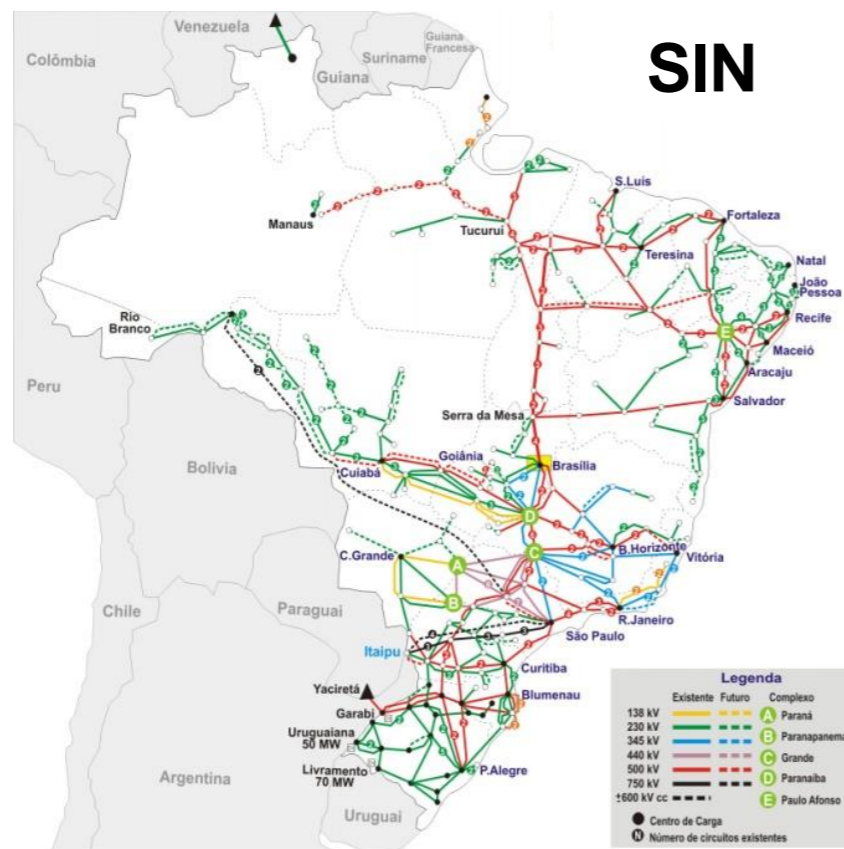 SIN
Venezuela
Guiana
Francesa
Suriname
Colômbia
Guiana
S.Luis
Manaus
Tucuruí
Fortaleza
Teresina
Natal
João
Pessoa
Rio
Branco
Recife
E
Maceió
Peru
Aracaju
Serra da Mesa
Salvador
Bolivia
Goiânia
Cuiabá
Brasília
D
C.Grande
A
C
B.Horizonte
Vitória
B
Chile
Paraguai
R.Janeiro
São Paulo
Itaipu
Curitiba
Yaciretá
Blumenau
Garabi
Uruguaiana
50 MW
Livramento
70 MW
P.Alegre
Argentina
Uruguai
Legenda
Existente Futuro Complexo
138 kV A Paraná
230 kV B Paranapanema
345 kV C Grande
440 kV D Paranaiba
500 kV E Paulo Afonso
750 kV
±600 kV cc
Centro de Carga
N Número de circuitos existentes